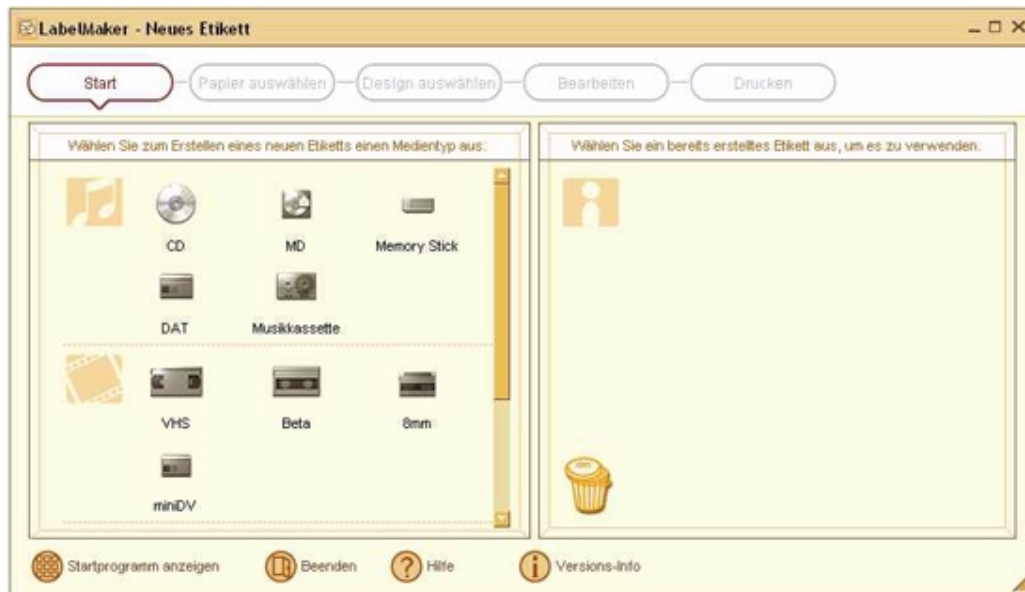 LabelMaker - Neues Etikett
Start
Papier auswählen
Design auswählen
Bearbeiten
Drucken
Wählen Sie zum Erstellen eines neuen Etiketts einen Medientyp aus:
Wählen Sie ein bereits erstelltes Etikett aus, um es zu verwenden.
CD
MD
Memory Stick
DAT
Musikkassette
VHS
Beta
8mm
miniDV
Startprogramm anzeigen
Beenden
? Hilfe
i Versions-Info